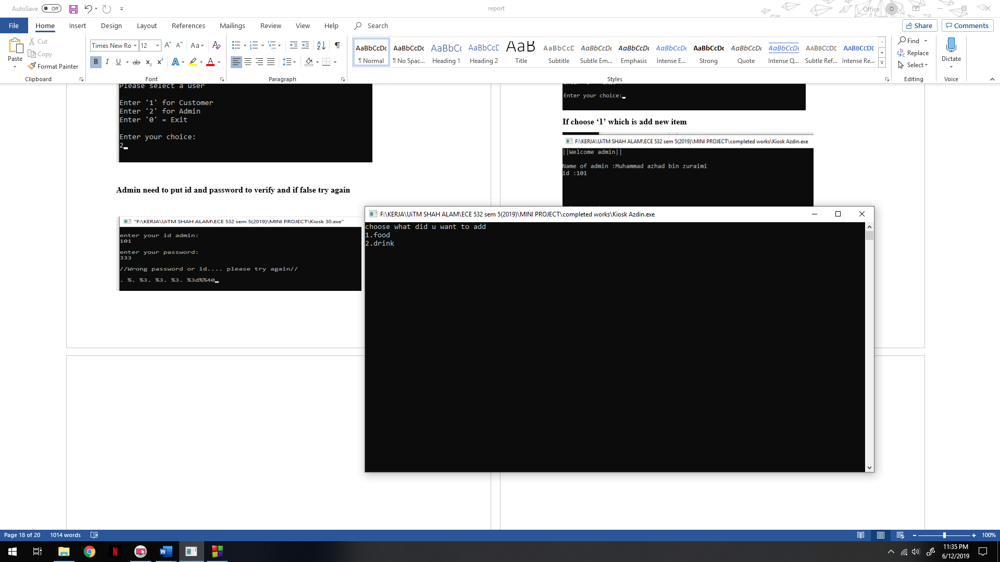 AutoSave Off
report
Office O
File Home Insert Design Layout References Mailings Review View Help Search
Share Comments
Paste
Cut
Copy
Format Painter
Clipboard
Times New Ro 12
Aa
B I U ab x₂ x² A A
Font
Paragraph
AaBbCcDc AaBbCcDc AaBbCc AaBbCcC AaB AaBbCcD AaBbCcDc AaBbCcDc AaBbCcDc AaBbCcDc AaBbCcDc AaBbCcDc AABBCCDE AABBCCDE
¶ Normal ¶ No Spac... Heading 1 Heading 2 Title Subtitle Subtle Em... Emphasis Intense E... Strong Quote Intense Q... Subtle Ref... Intense Re...
Styles
Find
Replace
Select
Editing
Dictate
Voice
Please select a user
Enter '1' for Customer
Enter '2' for Admin
Enter '0' = Exit
Enter your choice:
2
Admin need to put id and password to verify and if false try again
"F:\KERJA\UiTM SHAH ALAM\ECE 532 sem 5(2019)\MINI PROJECT\Kiosk 30.exe"
enter your id admin:
101
enter your password:
333
//Wrong password or id.... please try again//
. %. %3. %3. %3. %3d%%40
Enter your choice:
If choose ‘1’ which is add new item
F:\KERJA\UiTM SHAH ALAM\ECE 532 sem 5(2019)\MINI PROJECT\completed works\Kiosk Azdin.exe
||Welcome admin||
Name of admin :Muhammad azhad bin zuraimi
id :101
F:\KERJA\UiTM SHAH ALAM\ECE 532 sem 5(2019)\MINI PROJECT\completed works\Kiosk Azdin.exe
choose what did u want to add
1.food
2.drink
Page 18 of 20 1014 words
100%
11:35 PM
6/12/2019